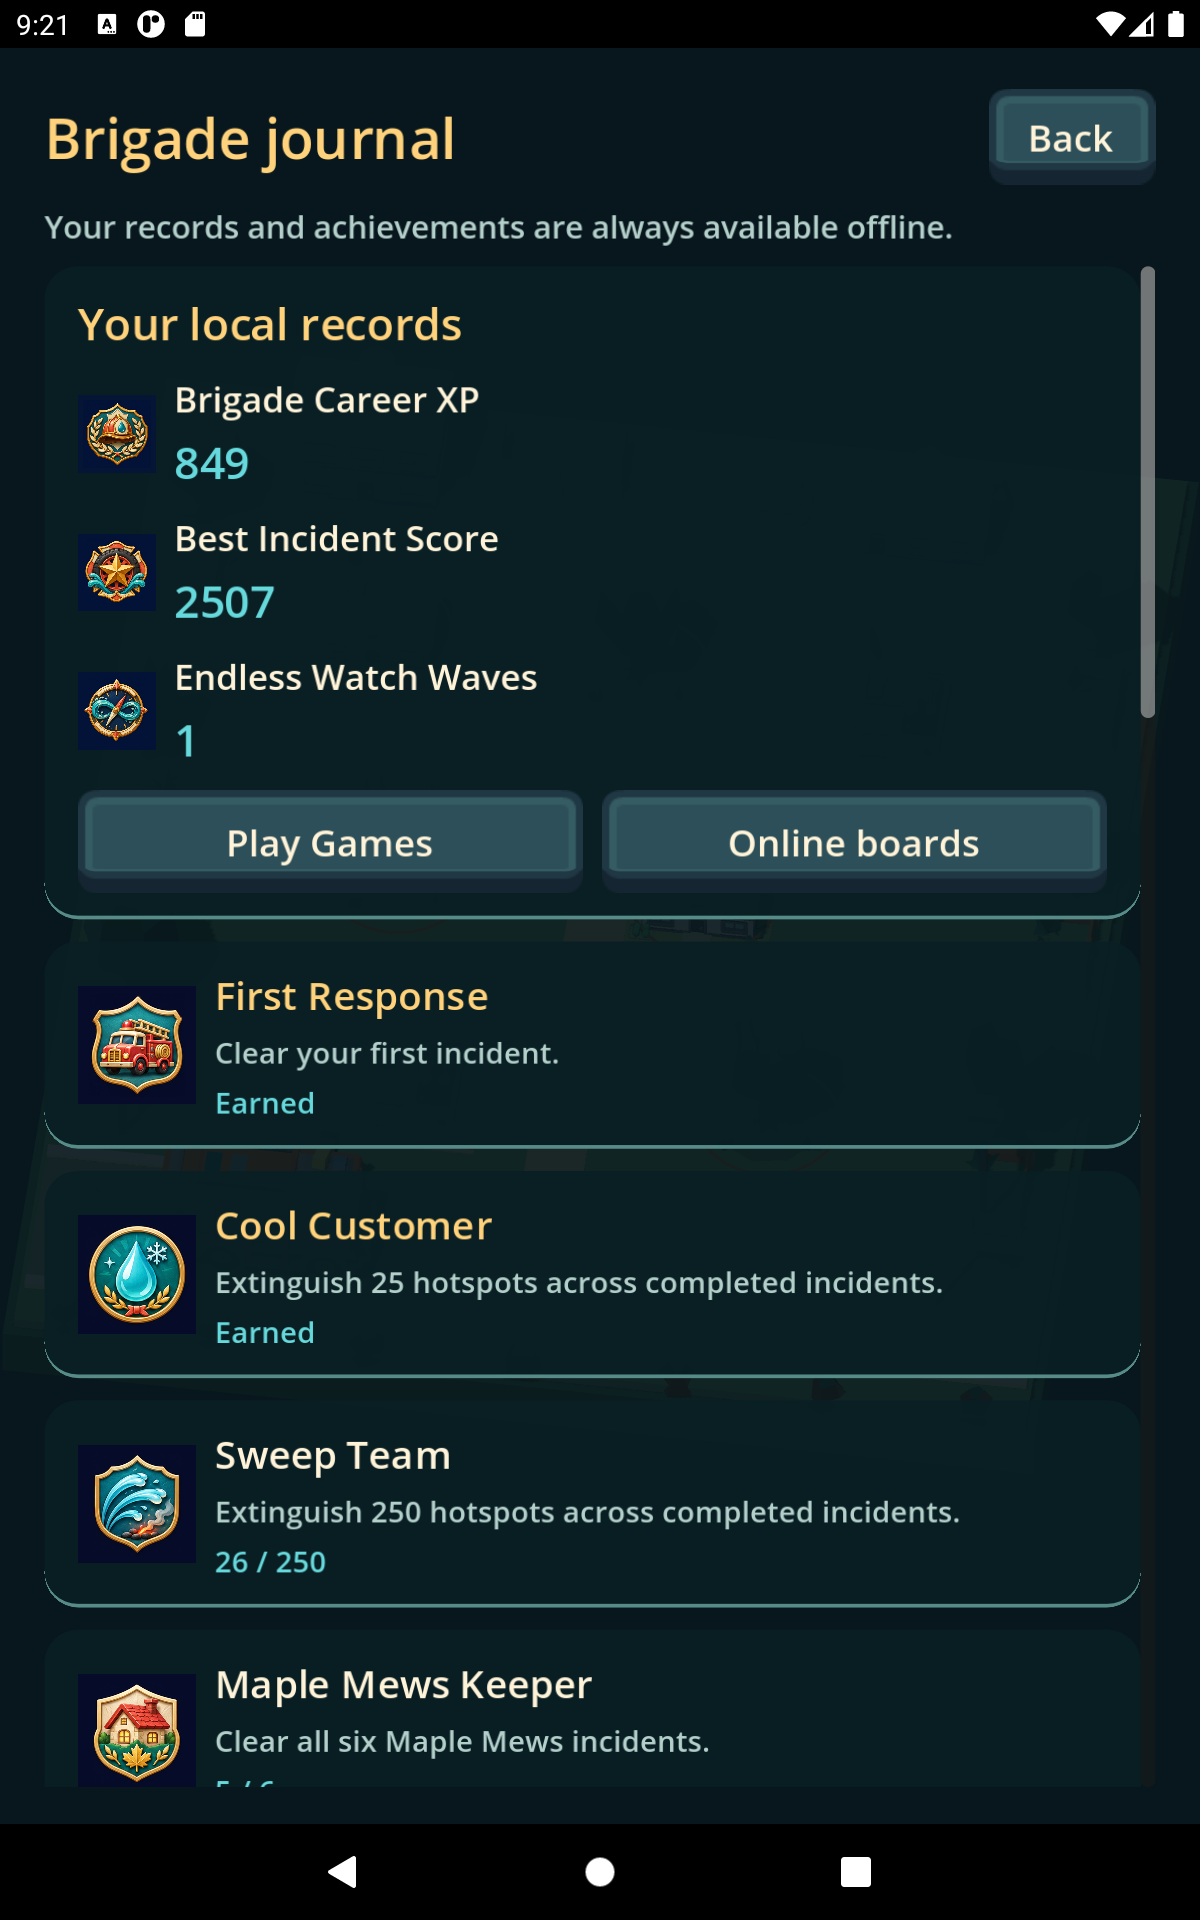 9:21
Brigade journal
Back
Your records and achievements are always available offline.
Your local records
Brigade Career XP
849
Best Incident Score
2507
Endless Watch Waves
1
Play Games
Online boards
First Response
Clear your first incident.
Earned
Cool Customer
Extinguish 25 hotspots across completed incidents.
Earned
Sweep Team
Extinguish 250 hotspots across completed incidents.
26 / 250
Maple Mews Keeper
Clear all six Maple Mews incidents.